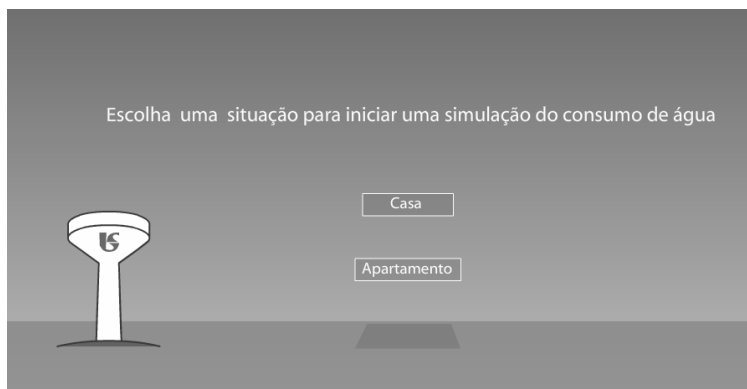 Escolha uma situação para iniciar uma simulação do consumo de água
Casa
Apartamento